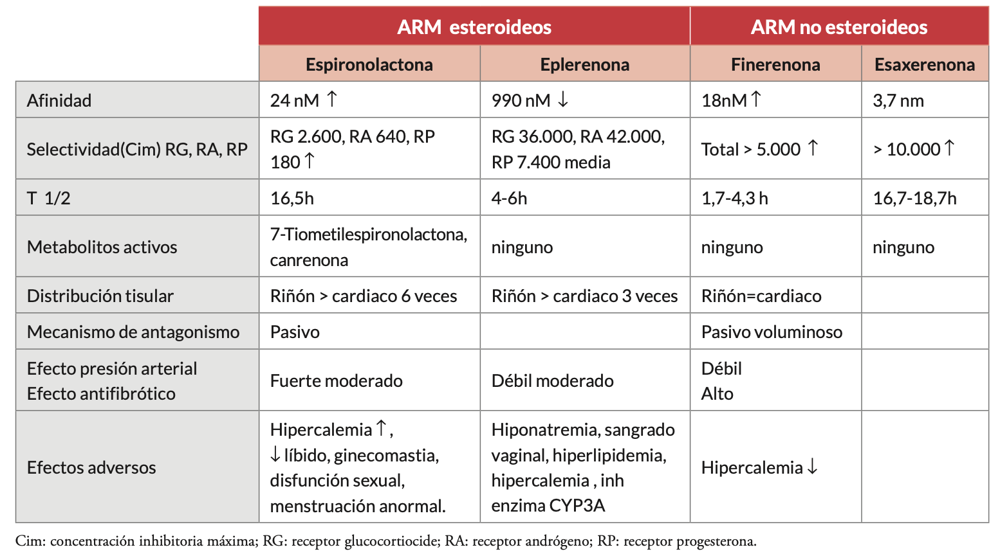 ARM esteroideos
ARM no esteroideos
Espironolactona
Eplerenona
Finerenona
Esaxerenona
Afinidad
24 nM ↑
990 nM ↓
18nM ↑
3,7 nm
Selectividad(Cim) RG, RA, RP
RG 2.600, RA 640, RP
180 ↑
RG 36.000, RA 42.000,
RP 7.400 media
Total > 5.000 ↑
> 10.000 ↑
T 1/2
16,5h
4-6h
1,7-4,3 h
16,7-18,7h
Metabolitos activos
7-Tiometilespironolactona,
canrenona
ninguno
ninguno
ninguno
Distribución tisular
Riñón > cardiaco 6 veces
Riñón > cardiaco 3 veces
Riñón=cardiaco
Mecanismo de antagonismo
Pasivo
Pasivo voluminoso
Efecto presión arterial
Efecto antifibrótico
Fuerte moderado
Débil moderado
Débil
Alto
Efectos adversos
Hipercalemia ↑ ,
↓ líbido, ginecomastia,
disfunción sexual,
menstruación anormal.
Hiponatremia, sangrado
vaginal, hiperlipidemia,
hipercalemia , inh
enzima CYP3A
Hipercalemia ↓
Cim: concentración inhibitoria máxima; RG: receptor glucocortiocide; RA: receptor andrógeno; RP: receptor progesterona.